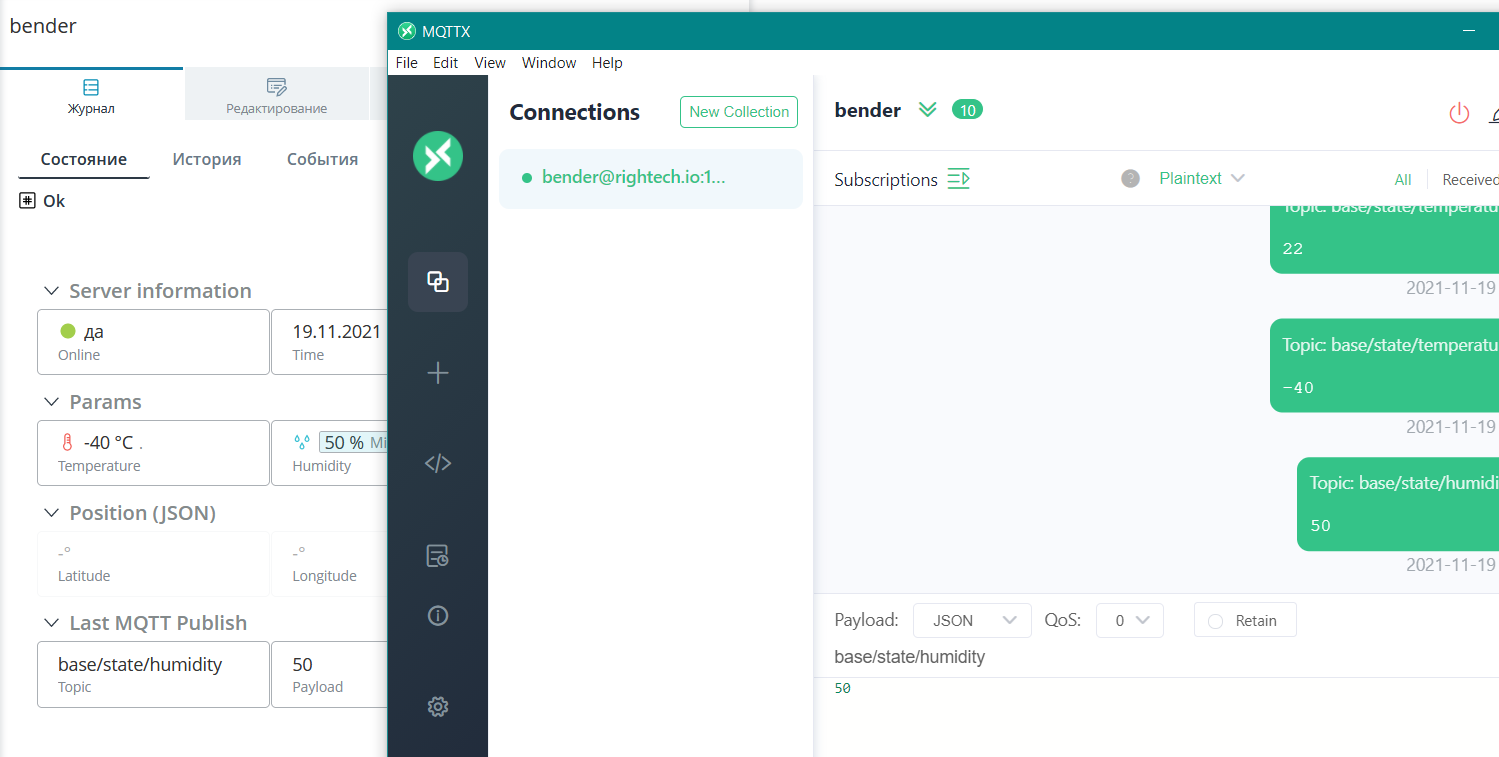 bender
Журнал
Редактирование
Состояние История События
Ok
Server information
да
Online
19.11.2021
Time
Params
-40 °C .
Temperature
50 % Mi
Humidity
Position (JSON)
-°
Latitude
-°
Longitude
Last MQTT Publish
base/state/humidity
Topic
50
Payload
MQTTX
File Edit View Window Help
Connections
New Collection
bender@rightech.io:1...
bender 10
Subscriptions
Plaintext
All Received
Topic: base/state/temperatu
22
2021-11-19
Topic: base/state/temperatu
-40
2021-11-19
Topic: base/state/humidi
50
2021-11-19
Payload: JSON QoS: 0 Retain
base/state/humidity
50